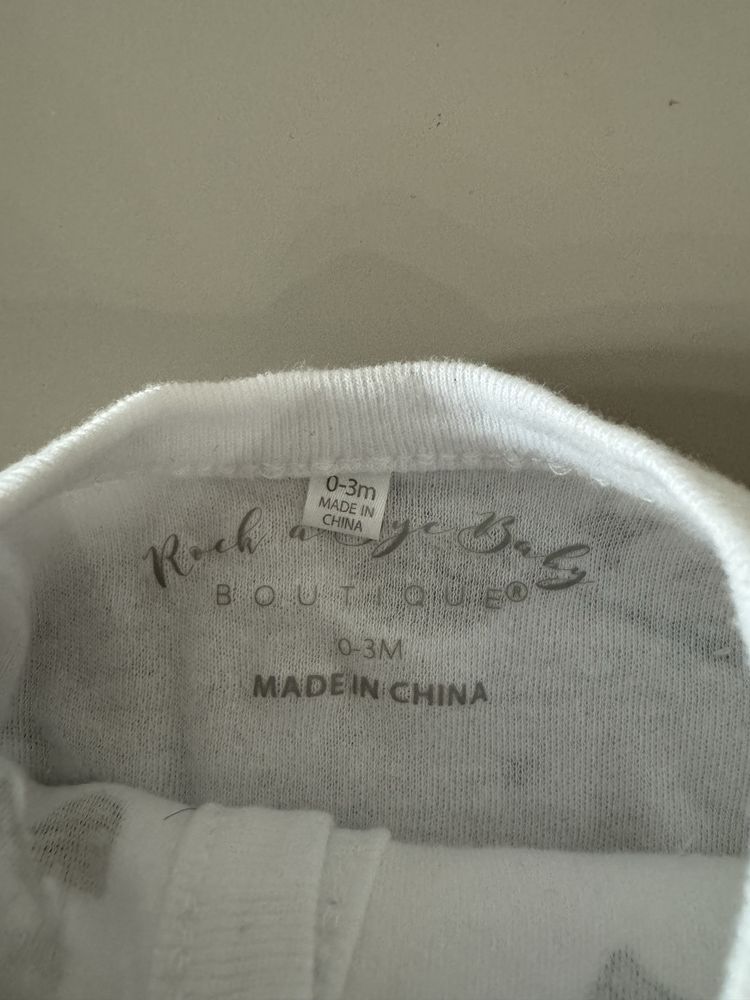 0-3m
MADE IN
CHINA
Rock a Bye Baby
BOUTIQUE®
0-3M
MADE IN CHINA